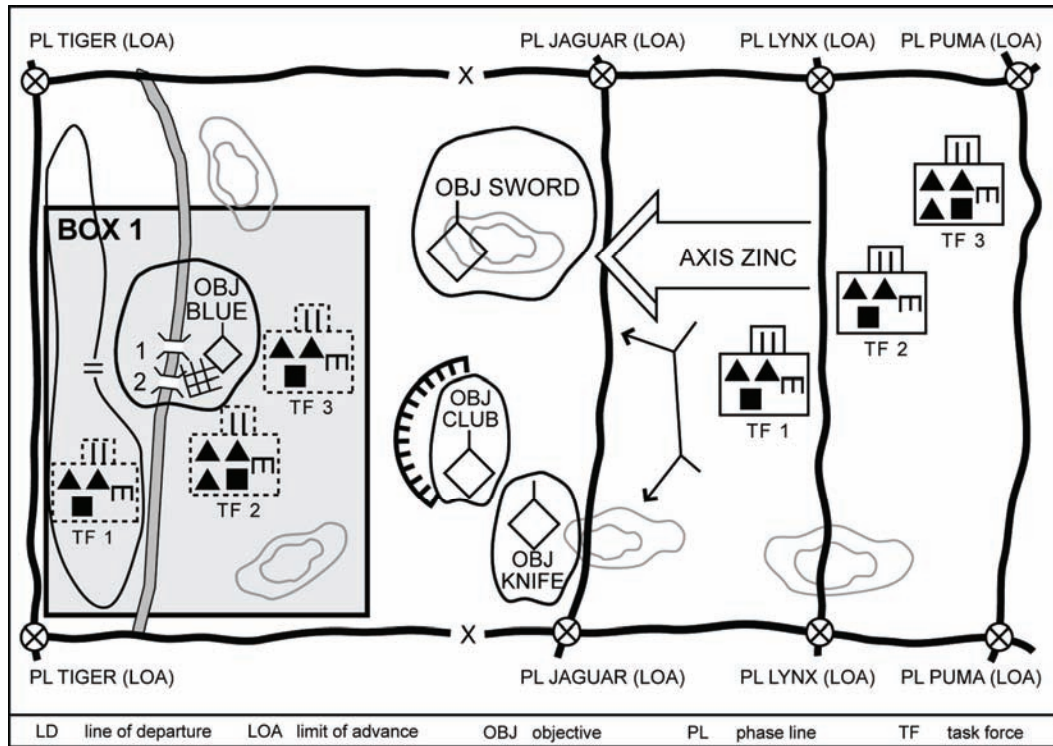 PL TIGER (LOA)
PL JAGUAR (LOA)
PL LYNX (LOA)
PL PUMA (LOA)
X
OBJ SWORD
TF 3
BOX 1
AXIS ZINC
TF 2
OBJ
BLUE
1
2
TF 3
TF 1
OBJ
CLUB
TF 2
TF 1
OBJ
KNIFE
X
PL TIGER (LOA)
PL JAGUAR (LOA)
PL LYNX (LOA)
PL PUMA (LOA)
LD line of departure LOA limit of advance OBJ objective PL phase line TF task force